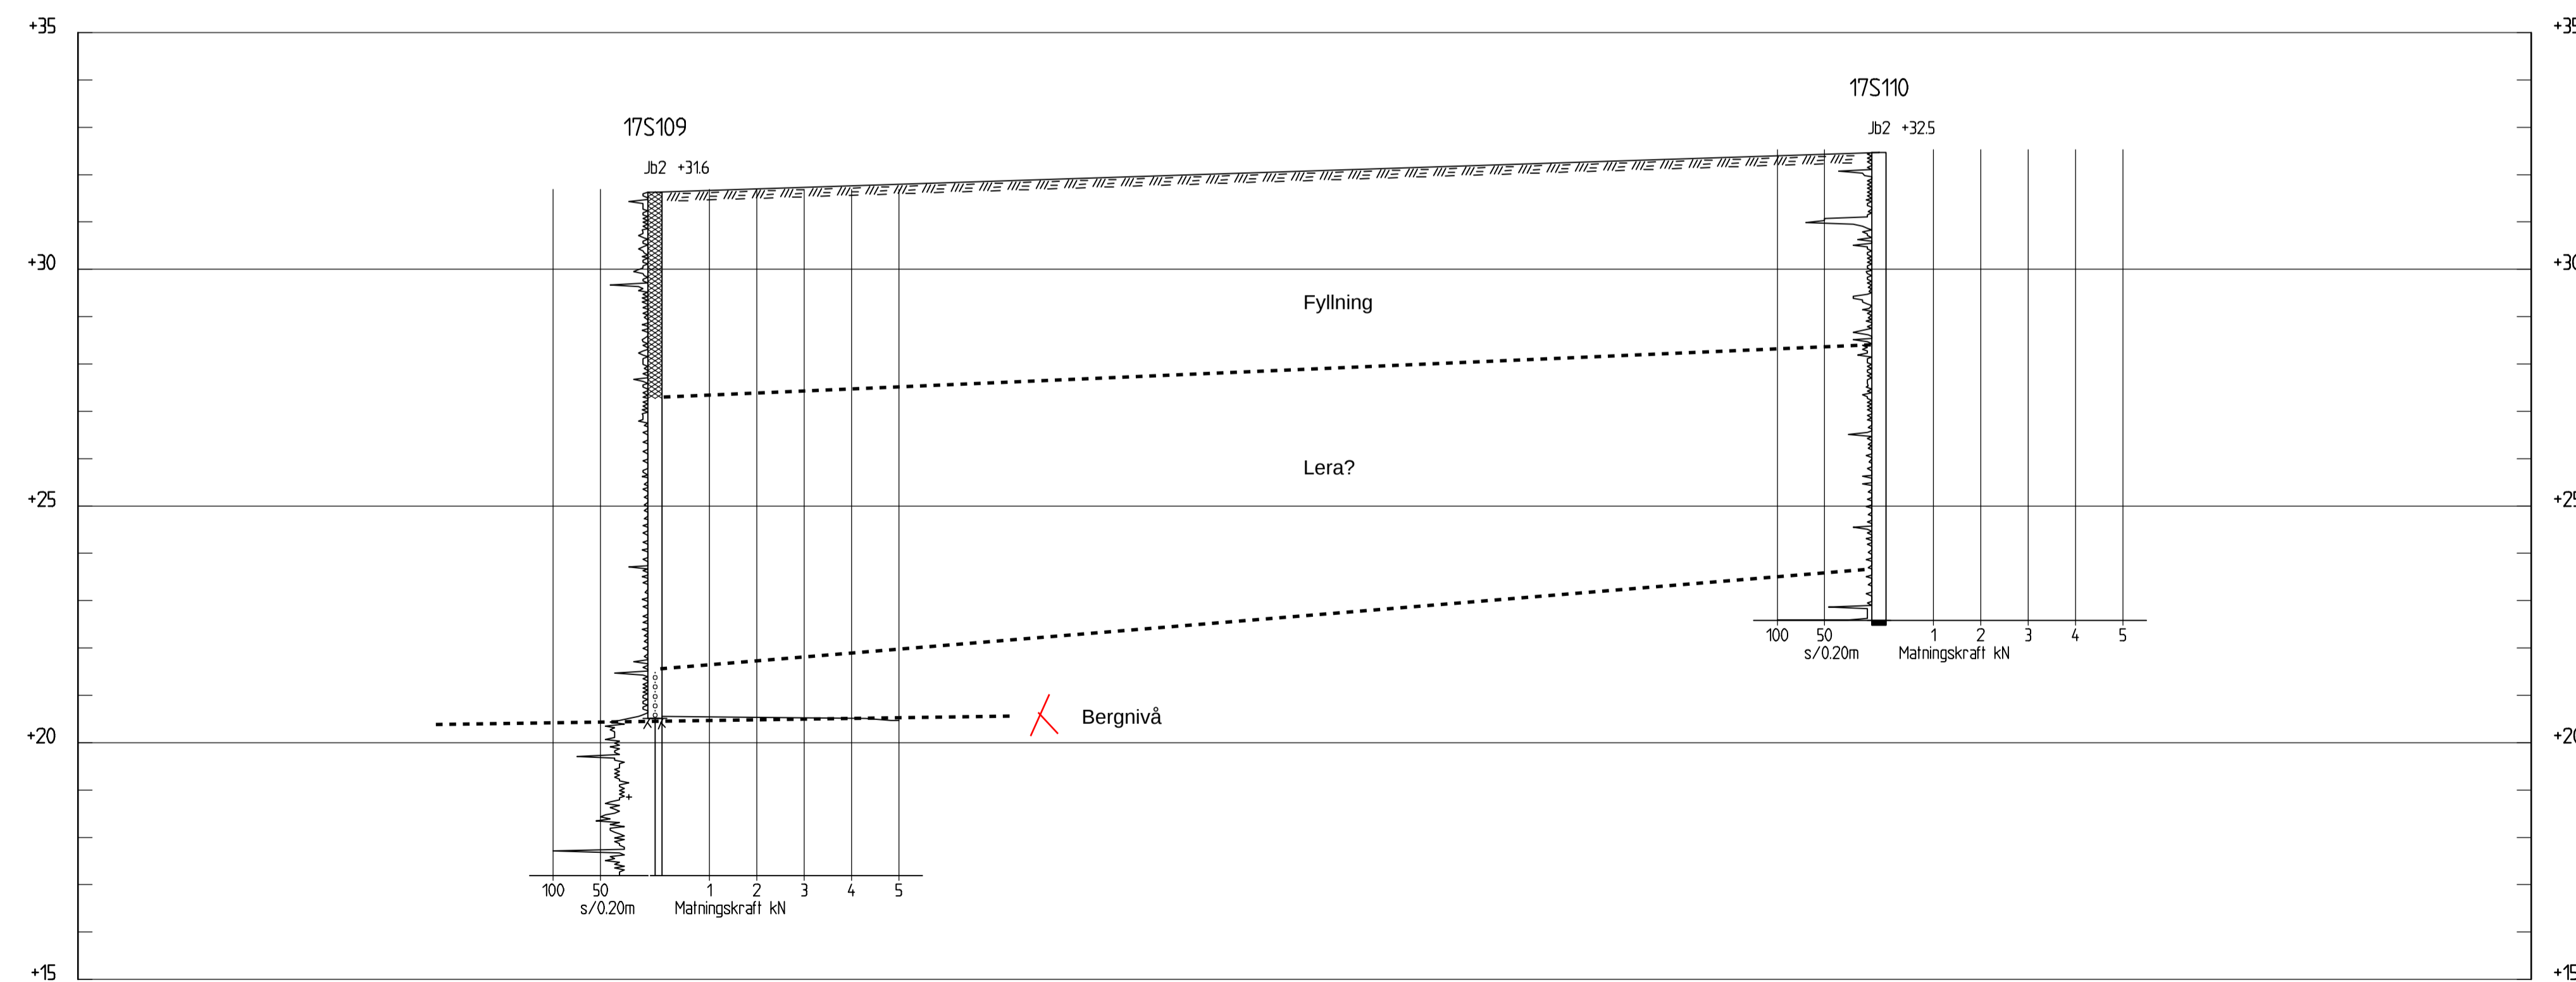 +35 +35
17S110
17S109
Jb2 +32.5
Jb2 +31.6
+30 +30
Fyllning
Lera?
+25 +25
100 50 1 2 3 4 5
s/0.20m Matningskraft kN
Bergnivå
+20 +20
100 50 1 2 3 4 5
s/0.20m Matningskraft kN
+15 +15